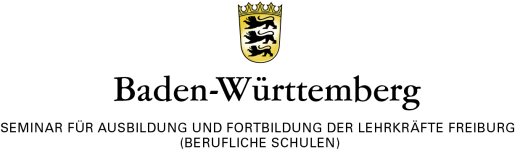 Baden-Württemberg
SEMINAR FÜR AUSBILDUNG UND FORTBILDUNG DER LEHRKRÄFTE FREIBURG
(BERUFLICHE SCHULEN)